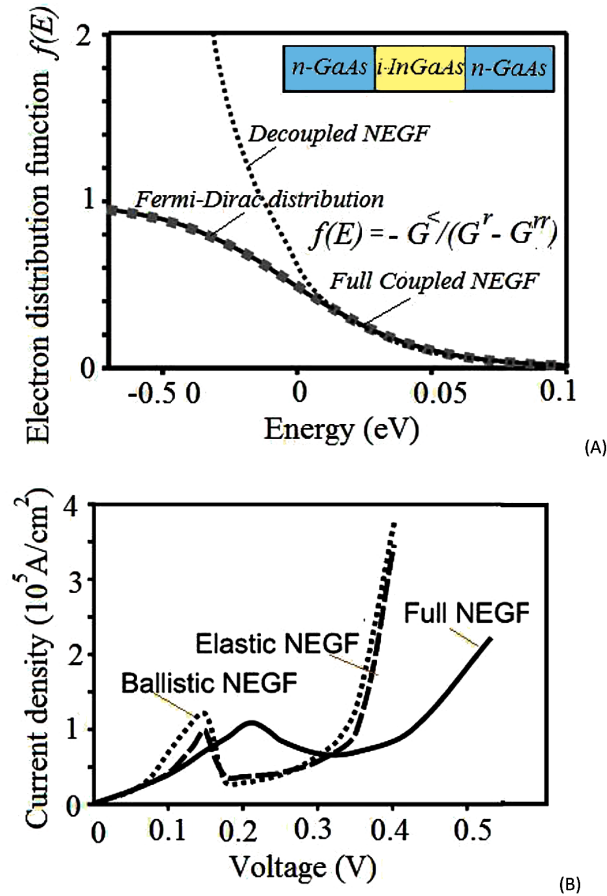 Electron distribution function f(E)
2
1
0
n-GaAs i-InGaAs n-GaAs
Decoupled NEGF
Fermi-Dirac distribution
f(E) = - G^</(G^r - G^rr)
Full Coupled NEGF
-0.5 0 0 0.05 0.1
Energy (eV)
(A)
Current density (10^5 A/cm^2)
4
3
2
1
0
Full NEGF
Elastic NEGF
Ballistic NEGF
0 0.1 0.2 0.3 0.4 0.5
Voltage (V)
(B)